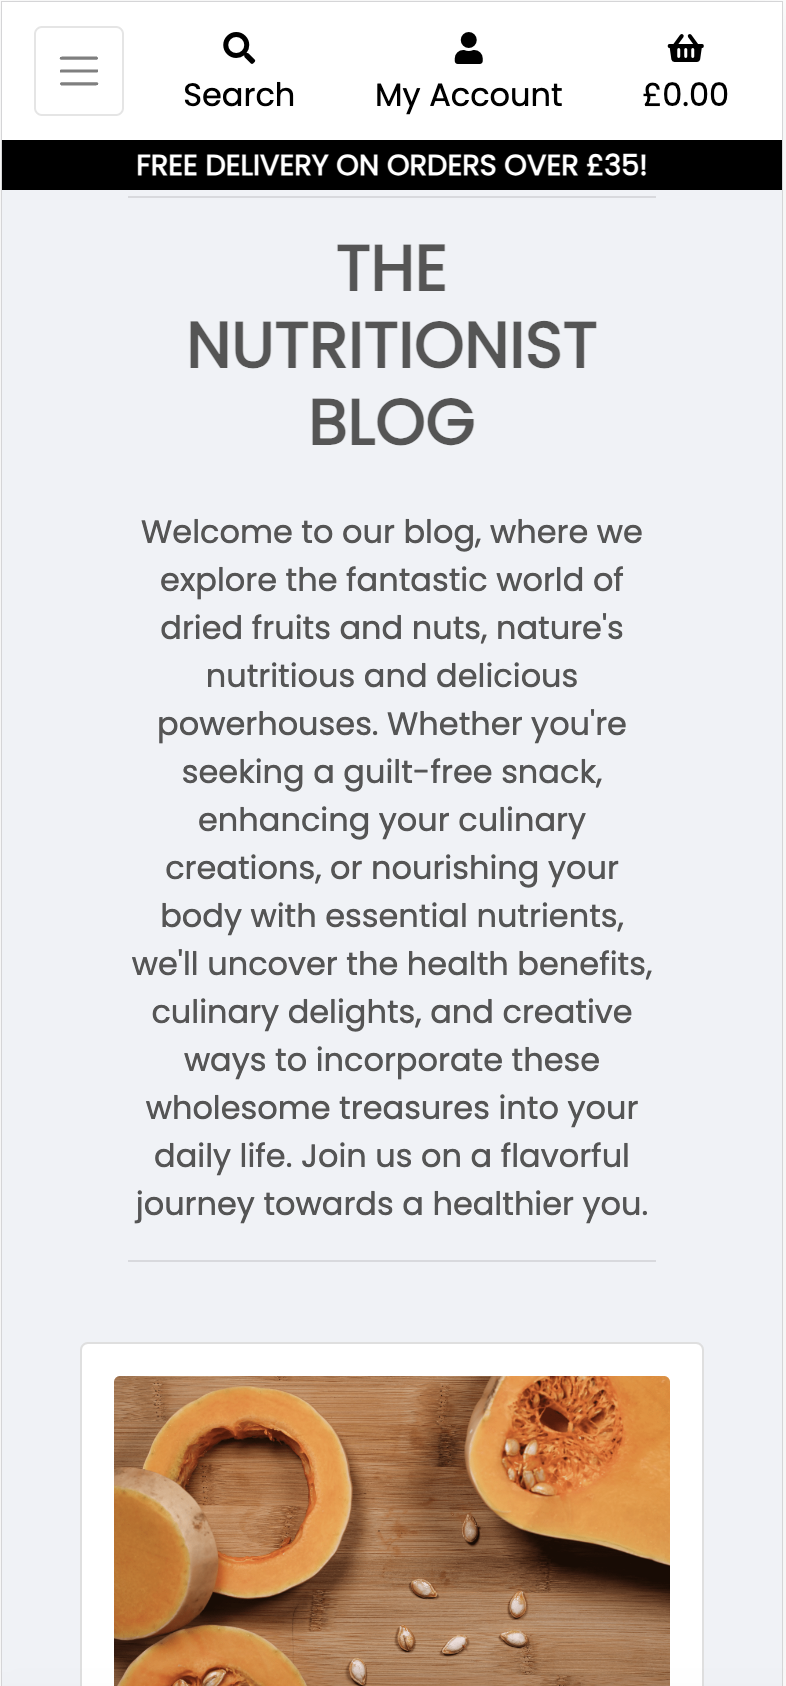 Search
My Account
£0.00
FREE DELIVERY ON ORDERS OVER £35!
THE
NUTRITIONIST
BLOG
Welcome to our blog, where we
explore the fantastic world of
dried fruits and nuts, nature's
nutritious and delicious
powerhouses. Whether you're
seeking a guilt-free snack,
enhancing your culinary
creations, or nourishing your
body with essential nutrients,
we'll uncover the health benefits,
culinary delights, and creative
ways to incorporate these
wholesome treasures into your
daily life. Join us on a flavorful
journey towards a healthier you.